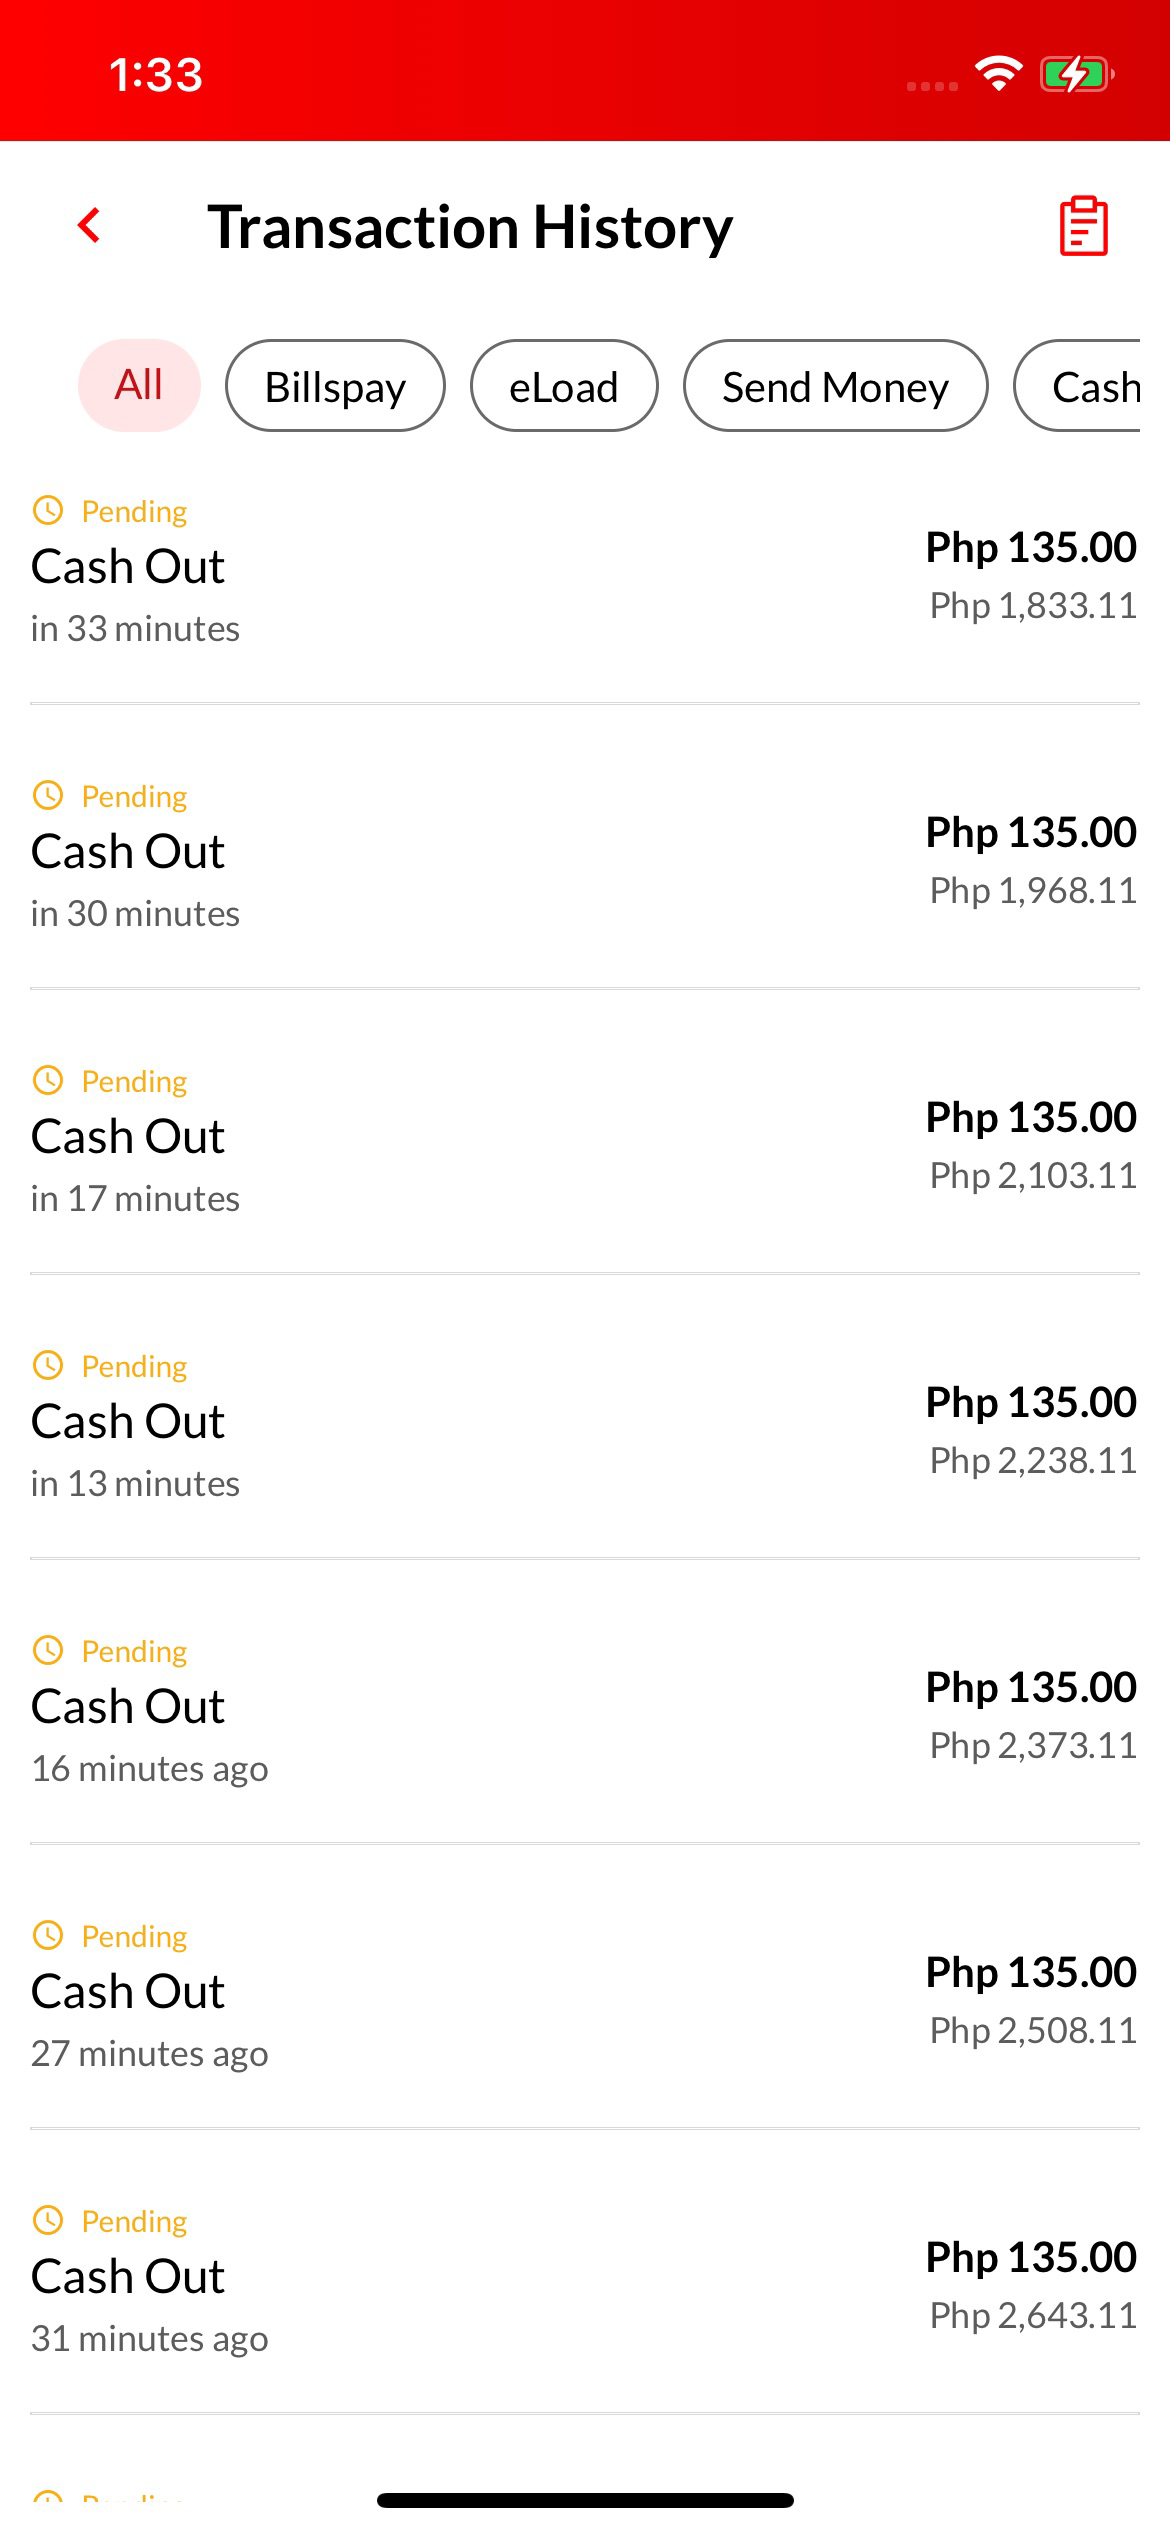 1:33
Transaction History
All
Billspay
eLoad
Send Money
Cash
Pending
Cash Out
in 33 minutes
Php 135.00
Php 1,833.11
Pending
Cash Out
in 30 minutes
Php 135.00
Php 1,968.11
Pending
Cash Out
in 17 minutes
Php 135.00
Php 2,103.11
Pending
Cash Out
in 13 minutes
Php 135.00
Php 2,238.11
Pending
Cash Out
16 minutes ago
Php 135.00
Php 2,373.11
Pending
Cash Out
27 minutes ago
Php 135.00
Php 2,508.11
Pending
Cash Out
31 minutes ago
Php 135.00
Php 2,643.11
Pending